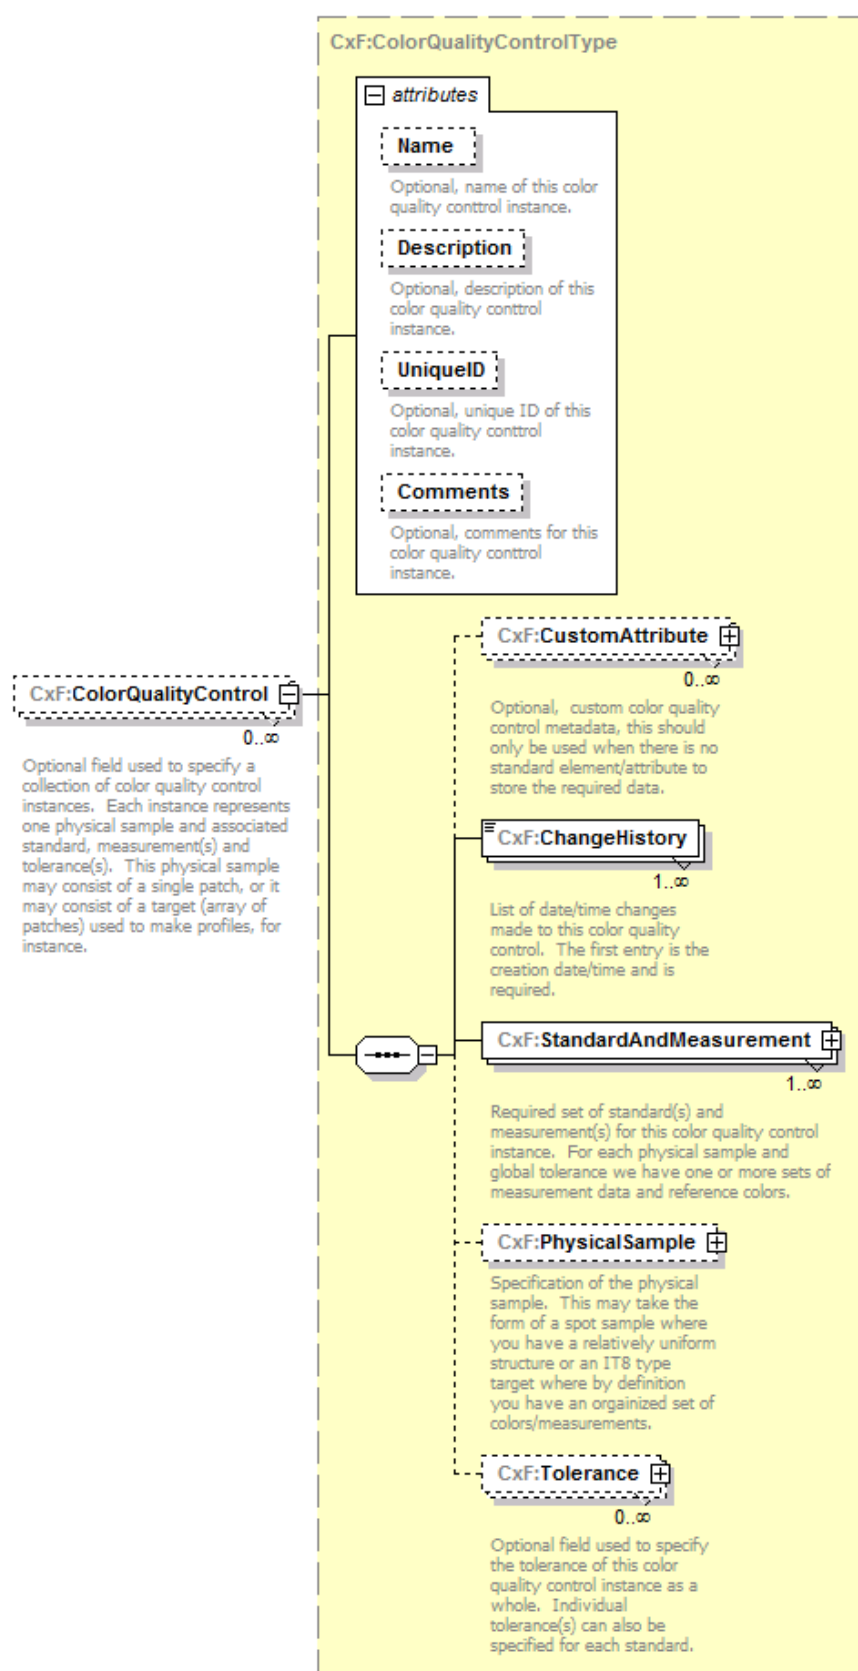 CxF:ColorQualityControlType
attributes
Name
Optional, name of this color
quality conttrol instance.
Description
Optional, description of this
color quality conttrol
instance.
UniqueID
Optional, unique ID of this
color quality conttrol
instance.
Comments
Optional, comments for this
color quality conttrol
instance.
CxF:ColorQualityControl
0..∞
Optional field used to specify a
collection of color quality control
instances.  Each instance represents
one physical sample and associated
standard, measurement(s) and
tolerance(s).  This physical sample
may consist of a single patch, or it
may consist of a target (array of
patches) used to make profiles, for
instance.
CxF:CustomAttribute
0..∞
Optional,  custom color quality
control metadata, this should
only be used when there is no
standard element/attribute to
store the required data.
CxF:ChangeHistory
1..∞
List of date/time changes
made to this color quality
control.  The first entry is the
creation date/time and is
required.
CxF:StandardAndMeasurement
1..∞
Required set of standard(s) and
measurement(s) for this color quality control
instance.  For each physical sample and
global tolerance we have one or more sets of
measurement data and reference colors.
CxF:PhysicalSample
Specification of the physical
sample.  This may take the
form of a spot sample where
you have a relatively uniform
structure or an IT8 type
target where by definition
you have an orgainized set of
colors/measurements.
CxF:Tolerance
0..∞
Optional field used to specify
the tolerance of this color
quality control instance as a
whole.  Individual
tolerance(s) can also be
specified for each standard.